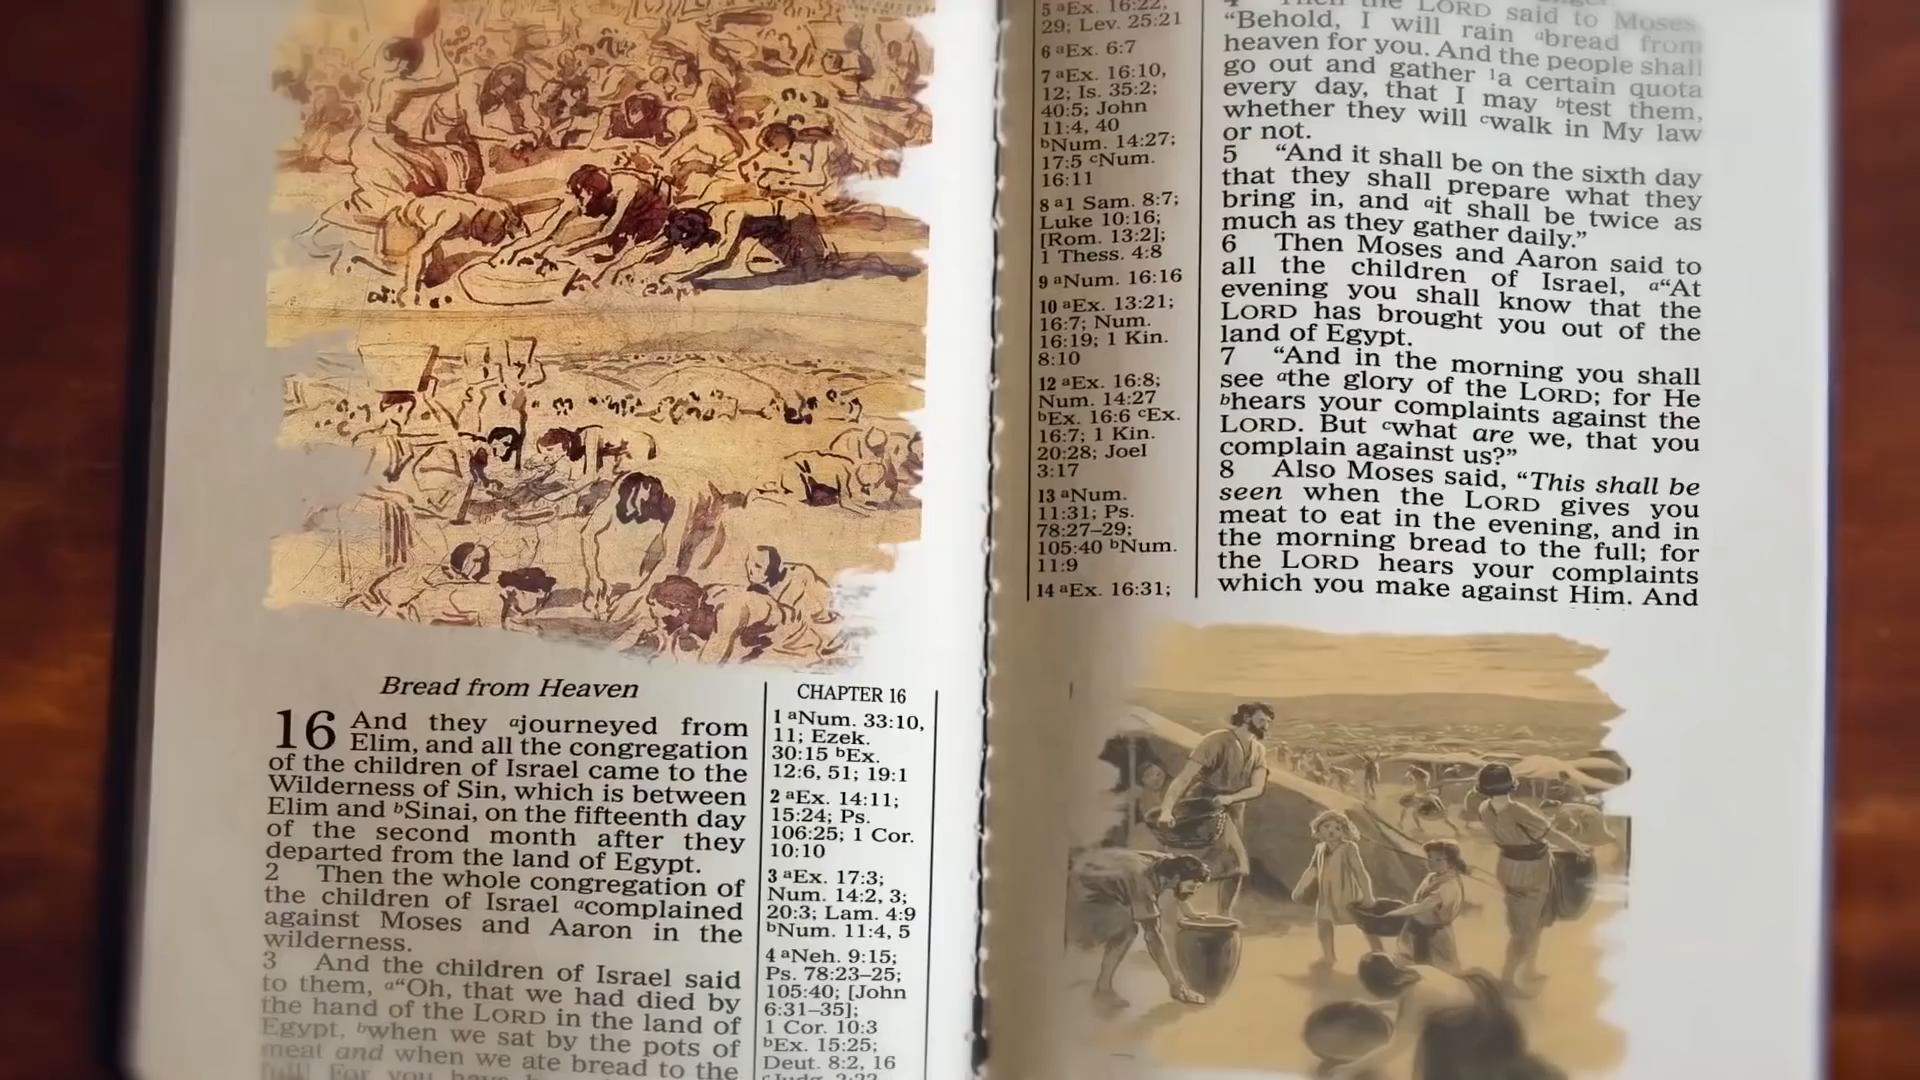 Bread from Heaven
16 And they ajourneyed from
Elim, and all the congregation
of the children of Israel came to the
Wilderness of Sin, which is between
Elim and bSinai, on the fifteenth day
of the second month after they
departed from the land of Egypt.
2 Then the whole congregation of
the children of Israel acomplained
against Moses and Aaron in the
wilderness.
3 And the children of Israel said
to them, a“Oh, that we had died by
the hand of the LORD in the land of
Egypt, bwhen we sat by the pots of
meat and when we ate bread to the
full! For you have
CHAPTER 16
1 aNum. 33:10,
11; Ezek.
30:15 bEx.
12:6, 51; 19:1
2 aEx. 14:11;
15:24; Ps.
106:25; 1 Cor.
10:10
3 aEx. 17:3;
Num. 14:2, 3;
20:3; Lam. 4:9
bNum. 11:4, 5
4 aNeh. 9:15;
Ps. 78:23–25;
105:40; [John
6:31–35];
1 Cor. 10:3
bEx. 15:25;
Deut. 8:2, 16
5 aEx. 16:22,
29; Lev. 25:21
6 aEx. 6:7
7 aEx. 16:10,
12; Is. 35:2;
40:5; John
11:4, 40
bNum. 14:27;
17:5 cNum.
16:11
8 a1 Sam. 8:7;
Luke 10:16;
[Rom. 13:2];
1 Thess. 4:8
9 aNum. 16:16
10 aEx. 13:21;
16:7; Num.
16:19; 1 Kin.
8:10
12 aEx. 16:8;
Num. 14:27
bEx. 16:6 cEx.
16:7; 1 Kin.
20:28; Joel
3:17
13 aNum.
11:31; Ps.
78:27–29;
105:40 bNum.
11:9
14 aEx. 16:31;
4 Then the LORD said to Moses,
“Behold, I will rain abread from
heaven for you. And the people shall
go out and gather 1a certain quota
every day, that I may btest them,
whether they will cwalk in My law
or not.
5 “And it shall be on the sixth day
that they shall prepare what they
bring in, and ait shall be twice as
much as they gather daily.”
6 Then Moses and Aaron said to
all the children of Israel, a“At
evening you shall know that the
LORD has brought you out of the
land of Egypt.
7 “And in the morning you shall
see athe glory of the LORD; for He
bhears your complaints against the
LORD. But cwhat are we, that you
complain against us?”
8 Also Moses said, “This shall be
seen when the LORD gives you
meat to eat in the evening, and in
the morning bread to the full; for
the LORD hears your complaints
which you make against Him. And